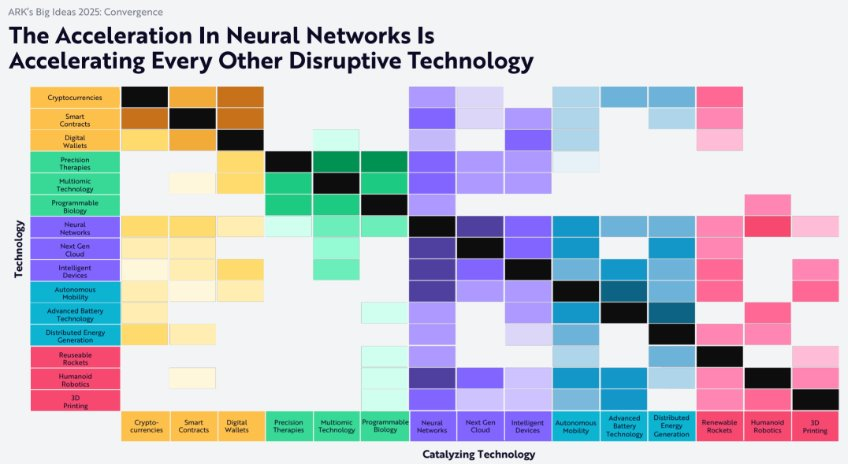 ARK's Big Ideas 2025: Convergence
The Acceleration In Neural Networks Is
Accelerating Every Other Disruptive Technology
Cryptocurrencies
Smart
Contracts
Digital
Wallets
Precision
Therapies
Multiomic
Technology
Programmable
Biology
Neural
Networks
Next Gen
Cloud
Intelligent
Devices
Autonomous
Mobility
Advanced Battery
Technology
Distributed Energy
Generation
Reuseable
Rockets
Humanoid
Robotics
3D
Printing
Technology
Crypto-
currencies
Smart
Contracts
Digital
Wallets
Precision
Therapies
Multiomic
Technology
Programmable
Biology
Neural
Networks
Next Gen
Cloud
Intelligent
Devices
Autonomous
Mobility
Advanced
Battery
Technology
Distributed
Energy
Generation
Renewable
Rockets
Humanoid
Robotics
3D
Printing
Catalyzing Technology